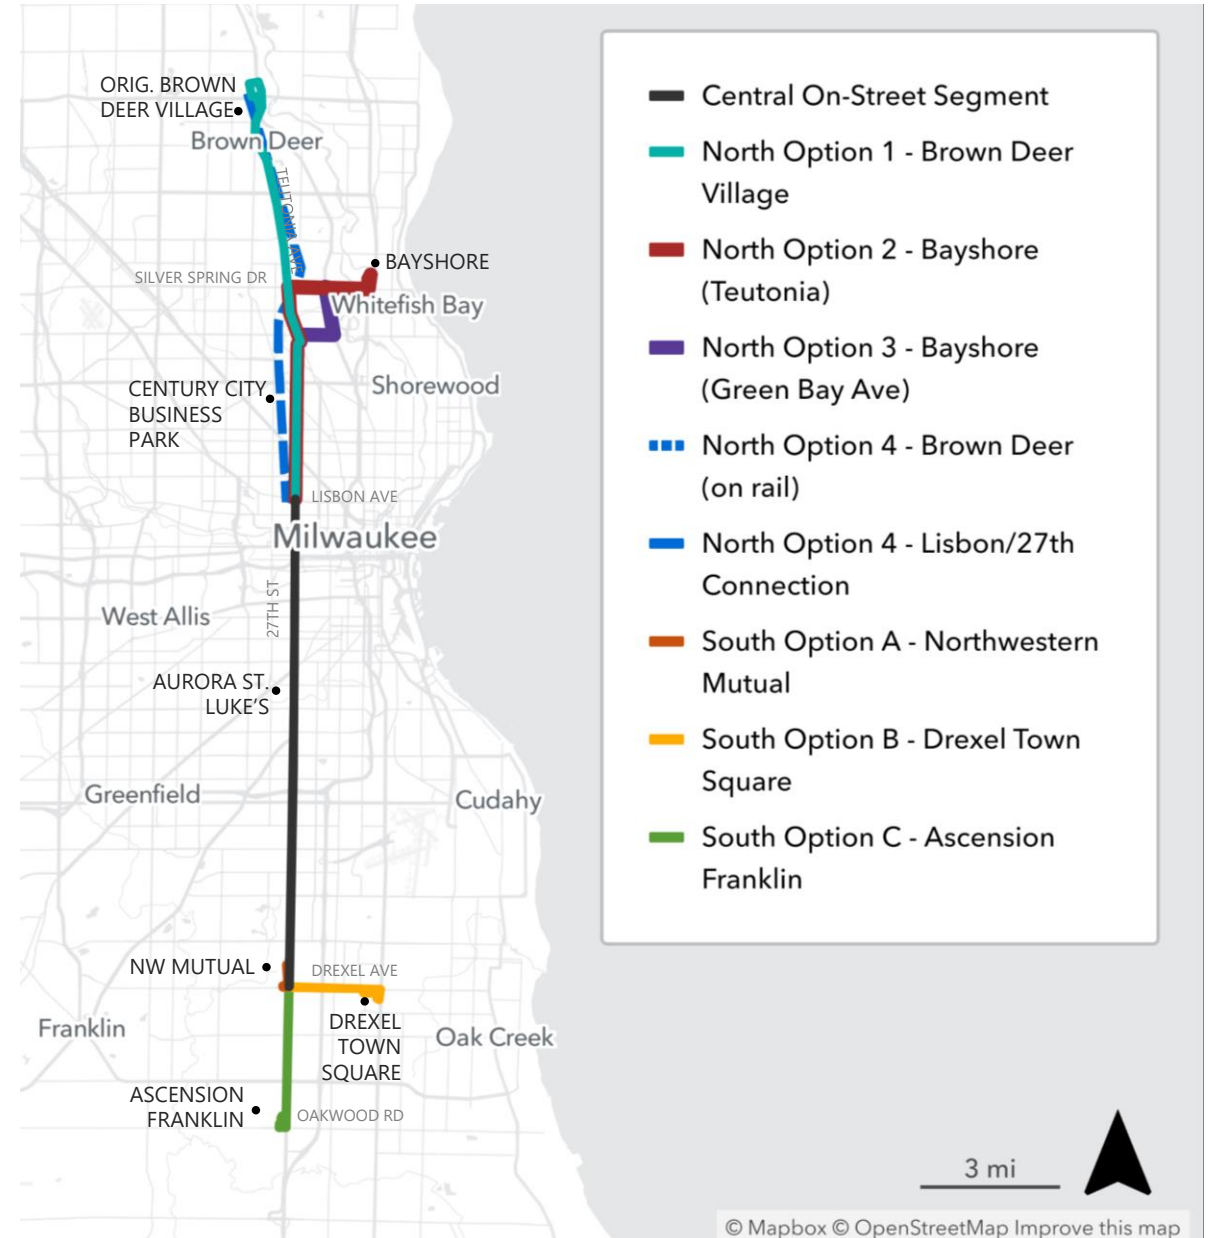 ORIG. BROWN
DEER VILLAGE
Brown Deer
TEUTONIA AVE
BAYSHORE
SILVER SPRING DR
Whitefish Bay
CENTURY CITY
BUSINESS
PARK
Shorewood
LISBON AVE
Milwaukee
27TH ST
West Allis
AURORA ST.
LUKE'S
Greenfield
Cudahy
NW MUTUAL
DREXEL AVE
Franklin
DREXEL
TOWN
SQUARE
Oak Creek
ASCENSION
FRANKLIN
OAKWOOD RD
Central On-Street Segment
North Option 1 - Brown Deer
Village
North Option 2 - Bayshore
(Teutonia)
North Option 3 - Bayshore
(Green Bay Ave)
North Option 4 - Brown Deer
(on rail)
North Option 4 - Lisbon/27th
Connection
South Option A - Northwestern
Mutual
South Option B - Drexel Town
Square
South Option C - Ascension
Franklin
3 mi
© Mapbox © OpenStreetMap Improve this map